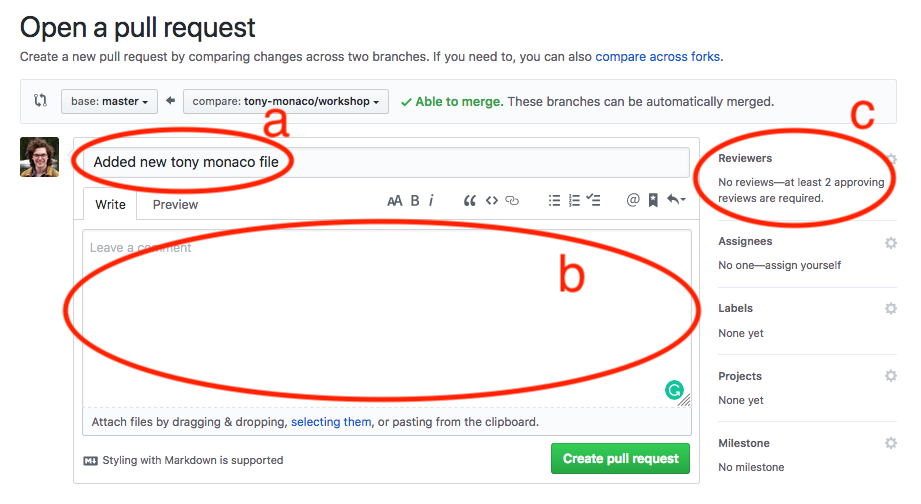 Open a pull request
Create a new pull request by comparing changes across two branches. If you need to, you can also compare across forks.
base: master compare: tony-monaco/workshop ✓ Able to merge. These branches can be automatically merged.
a
c
Added new tony monaco file
Write Preview AA B i @
Leave a comment
b
G
Attach files by dragging & dropping, selecting them, or pasting from the clipboard.
M↓ Styling with Markdown is supported
Create pull request
Reviewers
No reviews—at least 2 approving
reviews are required.
Assignees
No one—assign yourself
Labels
None yet
Projects
None yet
Milestone
No milestone